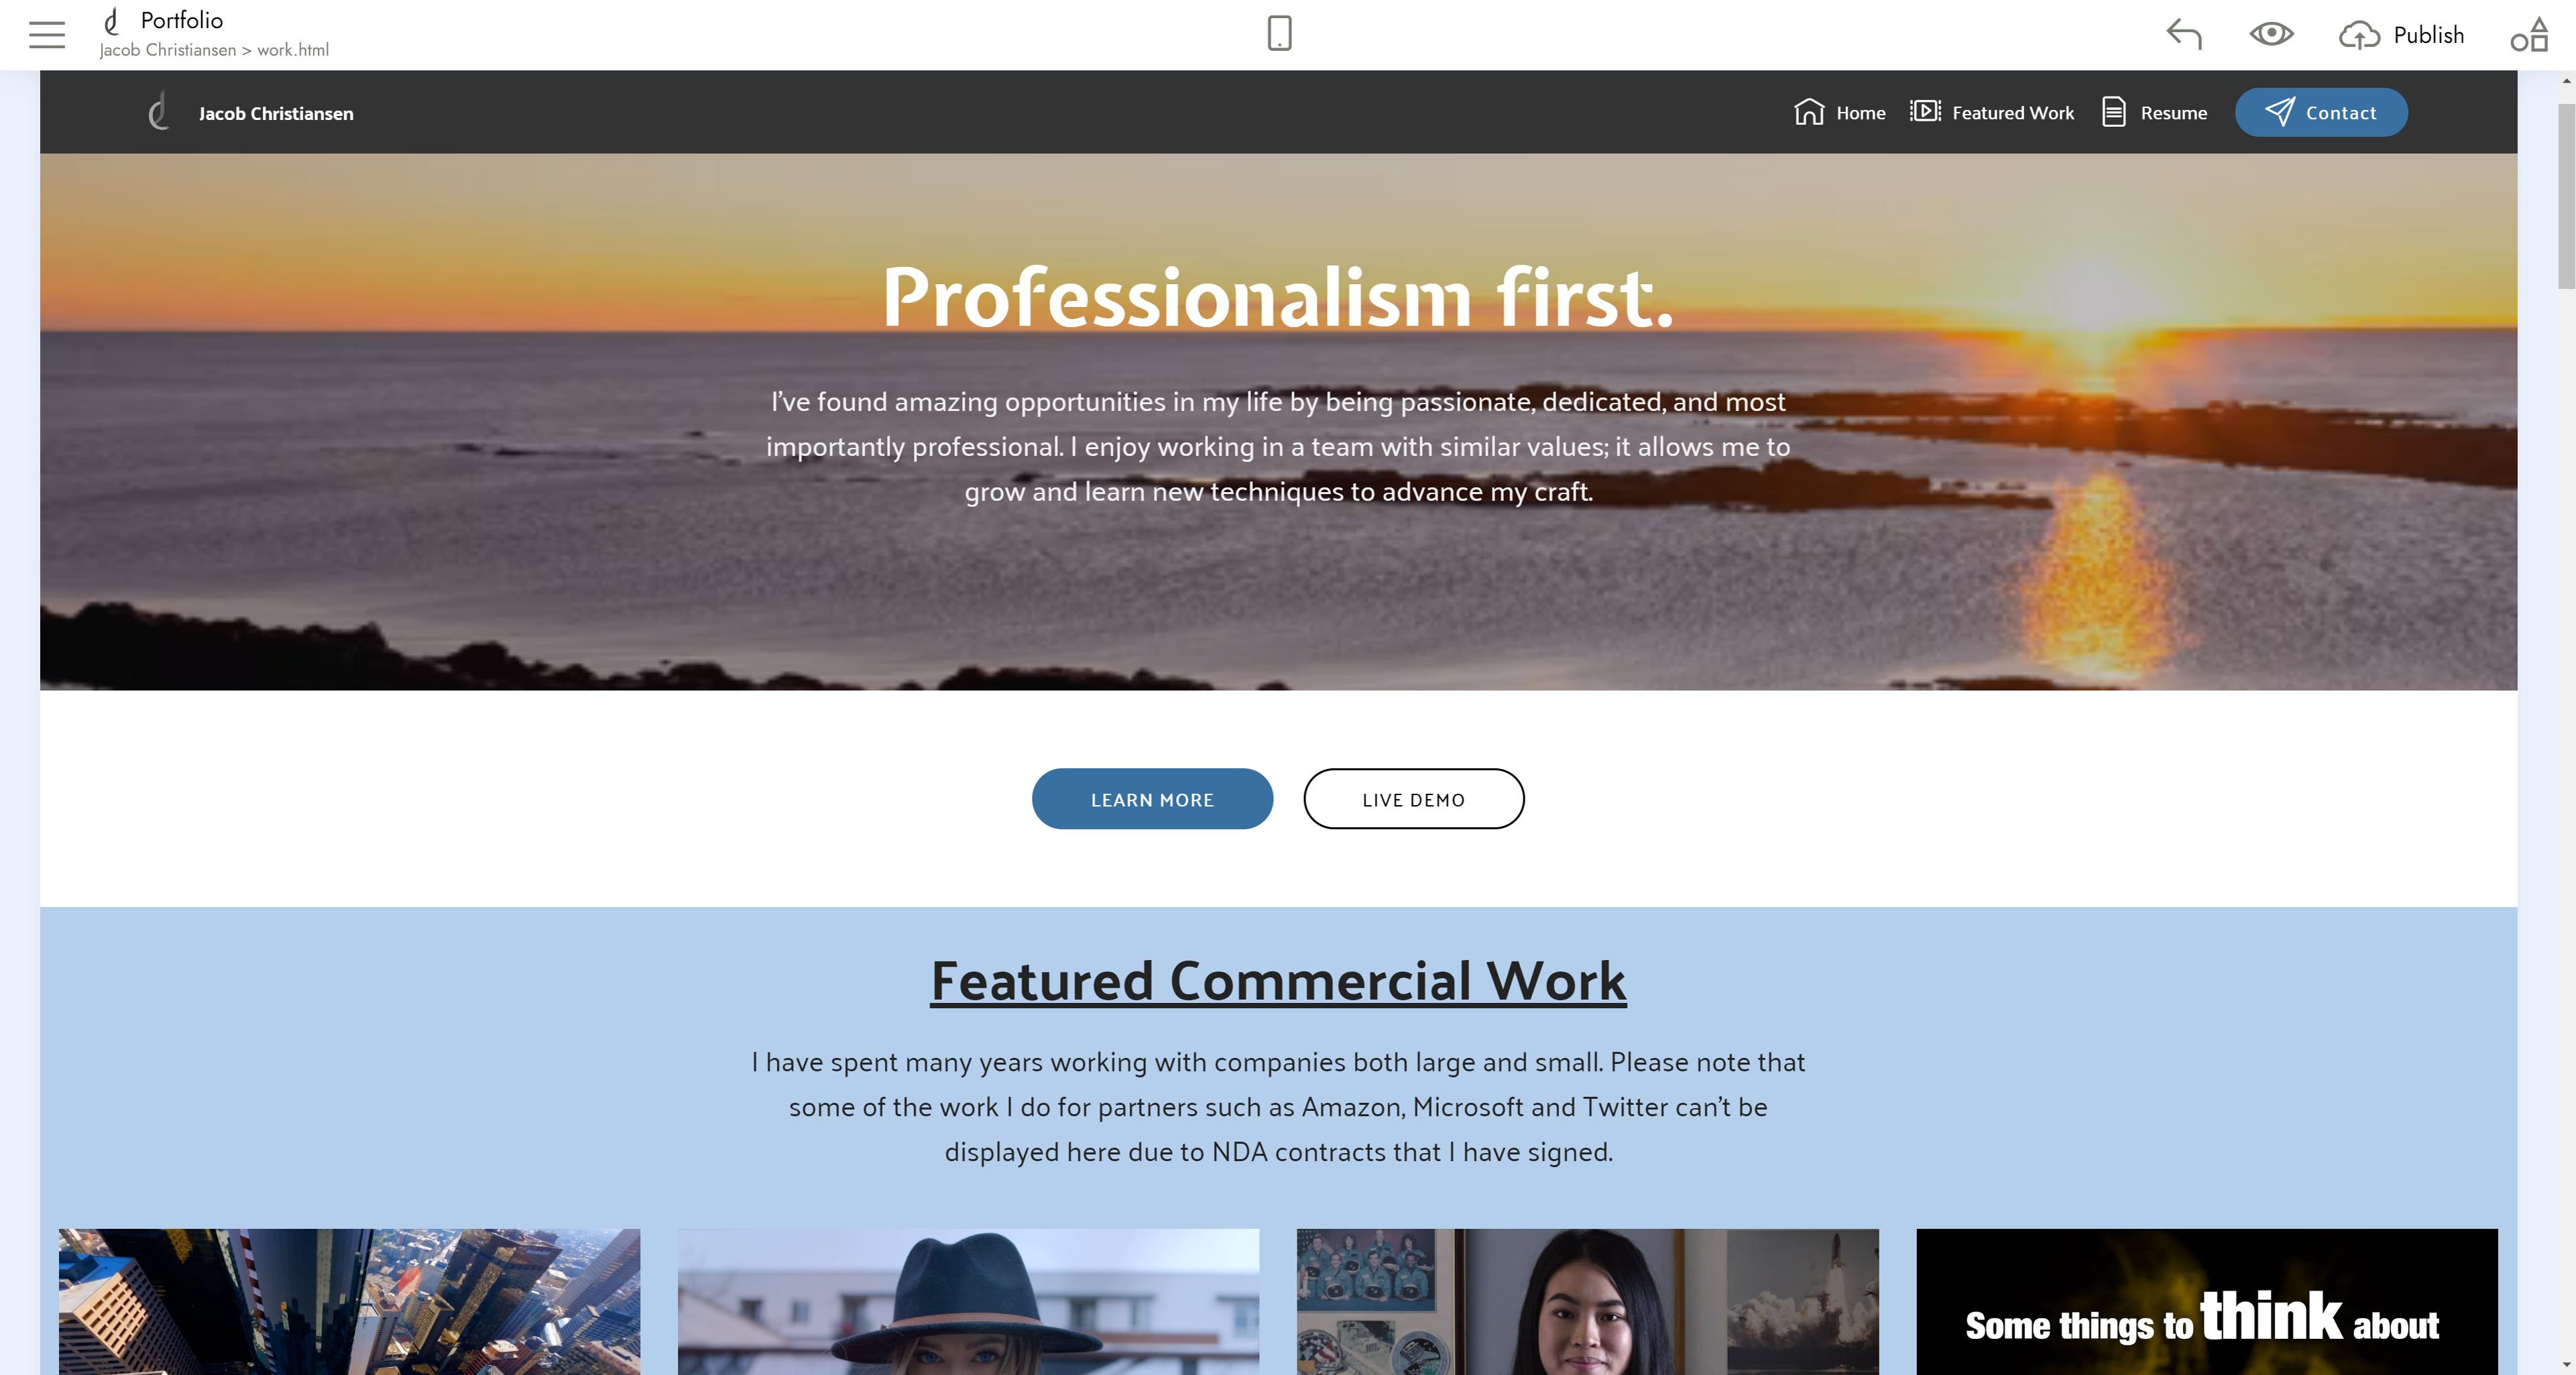 Portfolio
Jacob Christiansen > work.html
Publish
Jacob Christiansen
Home
Featured Work
Resume
Contact
Professionalism first.
I've found amazing opportunities in my life by being passionate, dedicated, and most
importantly professional. I enjoy working in a team with similar values; it allows me to
grow and learn new techniques to advance my craft.
LEARN MORE
LIVE DEMO
Featured Commercial Work
I have spent many years working with companies both large and small. Please note that
some of the work I do for partners such as Amazon, Microsoft and Twitter can't be
displayed here due to NDA contracts that I have signed.
Some things to think about